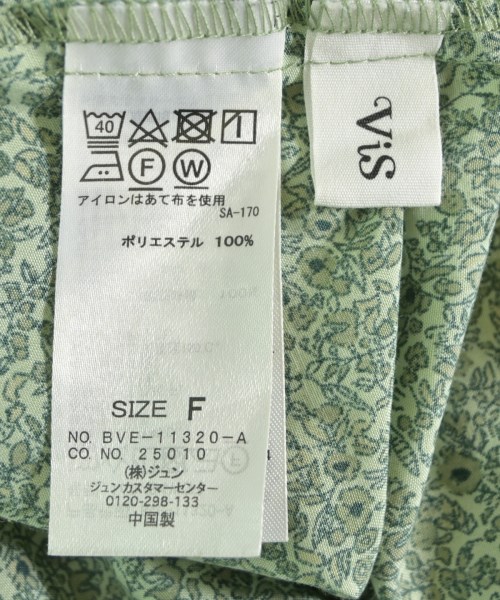 40
F W
アイロンはあて布を使用
SA-170
ポリエステル 100%
SIZE F
NO. BVE-11320-A
CO NO. 25010
(株)ジュン
ジュンカスタマーセンター
0120-298-133
中国製
ViS